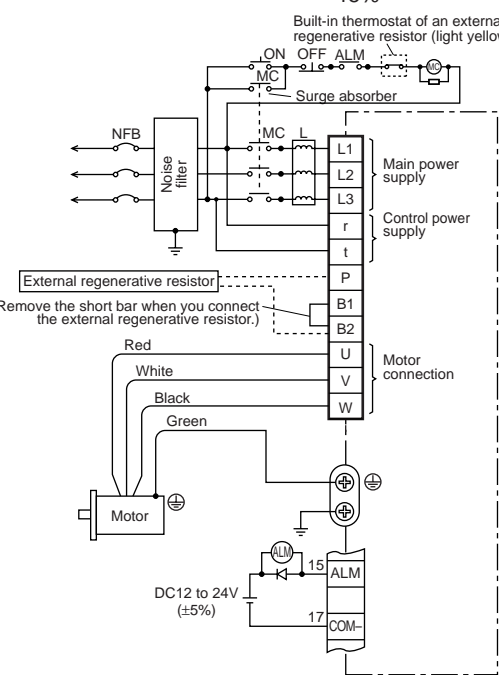 Built-in thermostat of an externa
regenerative resistor (light yellow
ON OFF ALM
MC
MC
Surge absorber
NFB
MC L
Noise
filter
L1
L2
L3
Main power
supply
r
t
Control power
supply
External regenerative resistor
P
B1
B2
Remove the short bar when you connect
the external regenerative resistor.)
Red
White
Black
Green
U
V
W
Motor
connection
Motor
ALM
15
ALM
DC12 to 24V
(±5%)
17
COM–